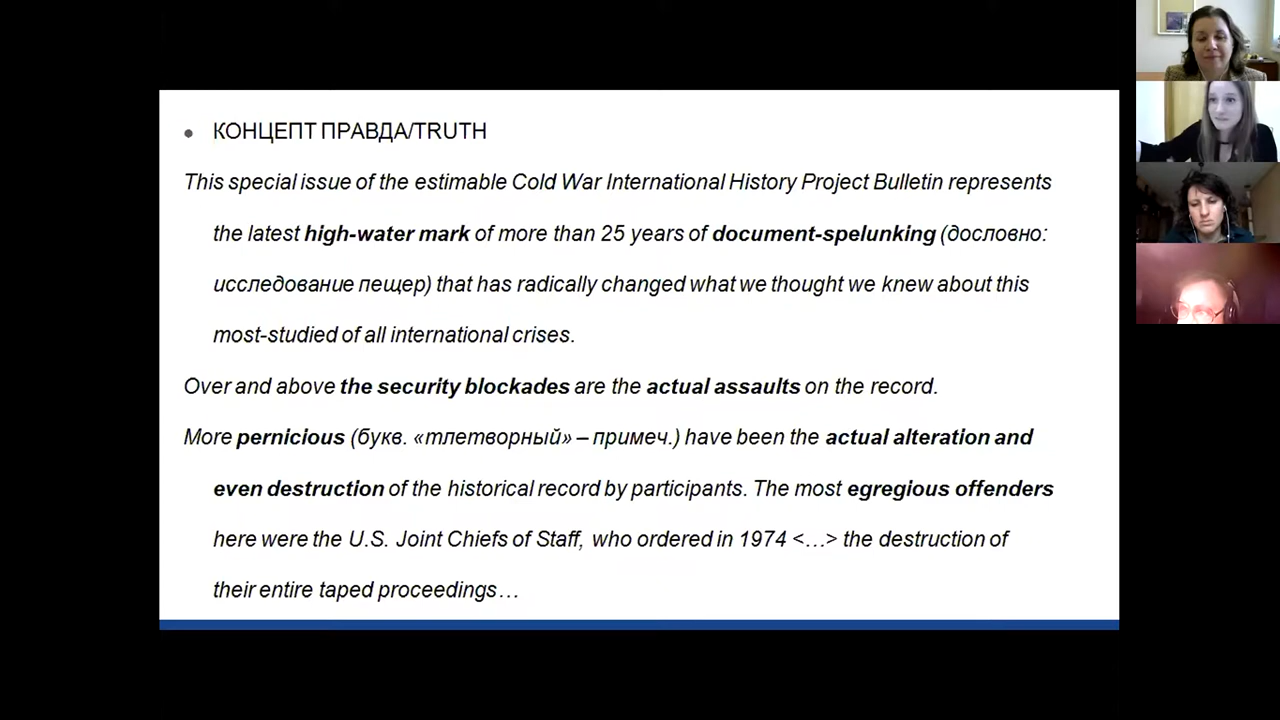 КОНЦЕПТ ПРАВДА/TRUTH
This special issue of the estimable Cold War International History Project Bulletin represents
the latest high-water mark of more than 25 years of document-spelunking (дословно:
исследование пещер) that has radically changed what we thought we knew about this
most-studied of all international crises.
Over and above the security blockades are the actual assaults on the record.
More pernicious (букв. «тлетворный» – примеч.) have been the actual alteration and
even destruction of the historical record by participants. The most egregious offenders
here were the U.S. Joint Chiefs of Staff, who ordered in 1974 <…> the destruction of
their entire taped proceedings…